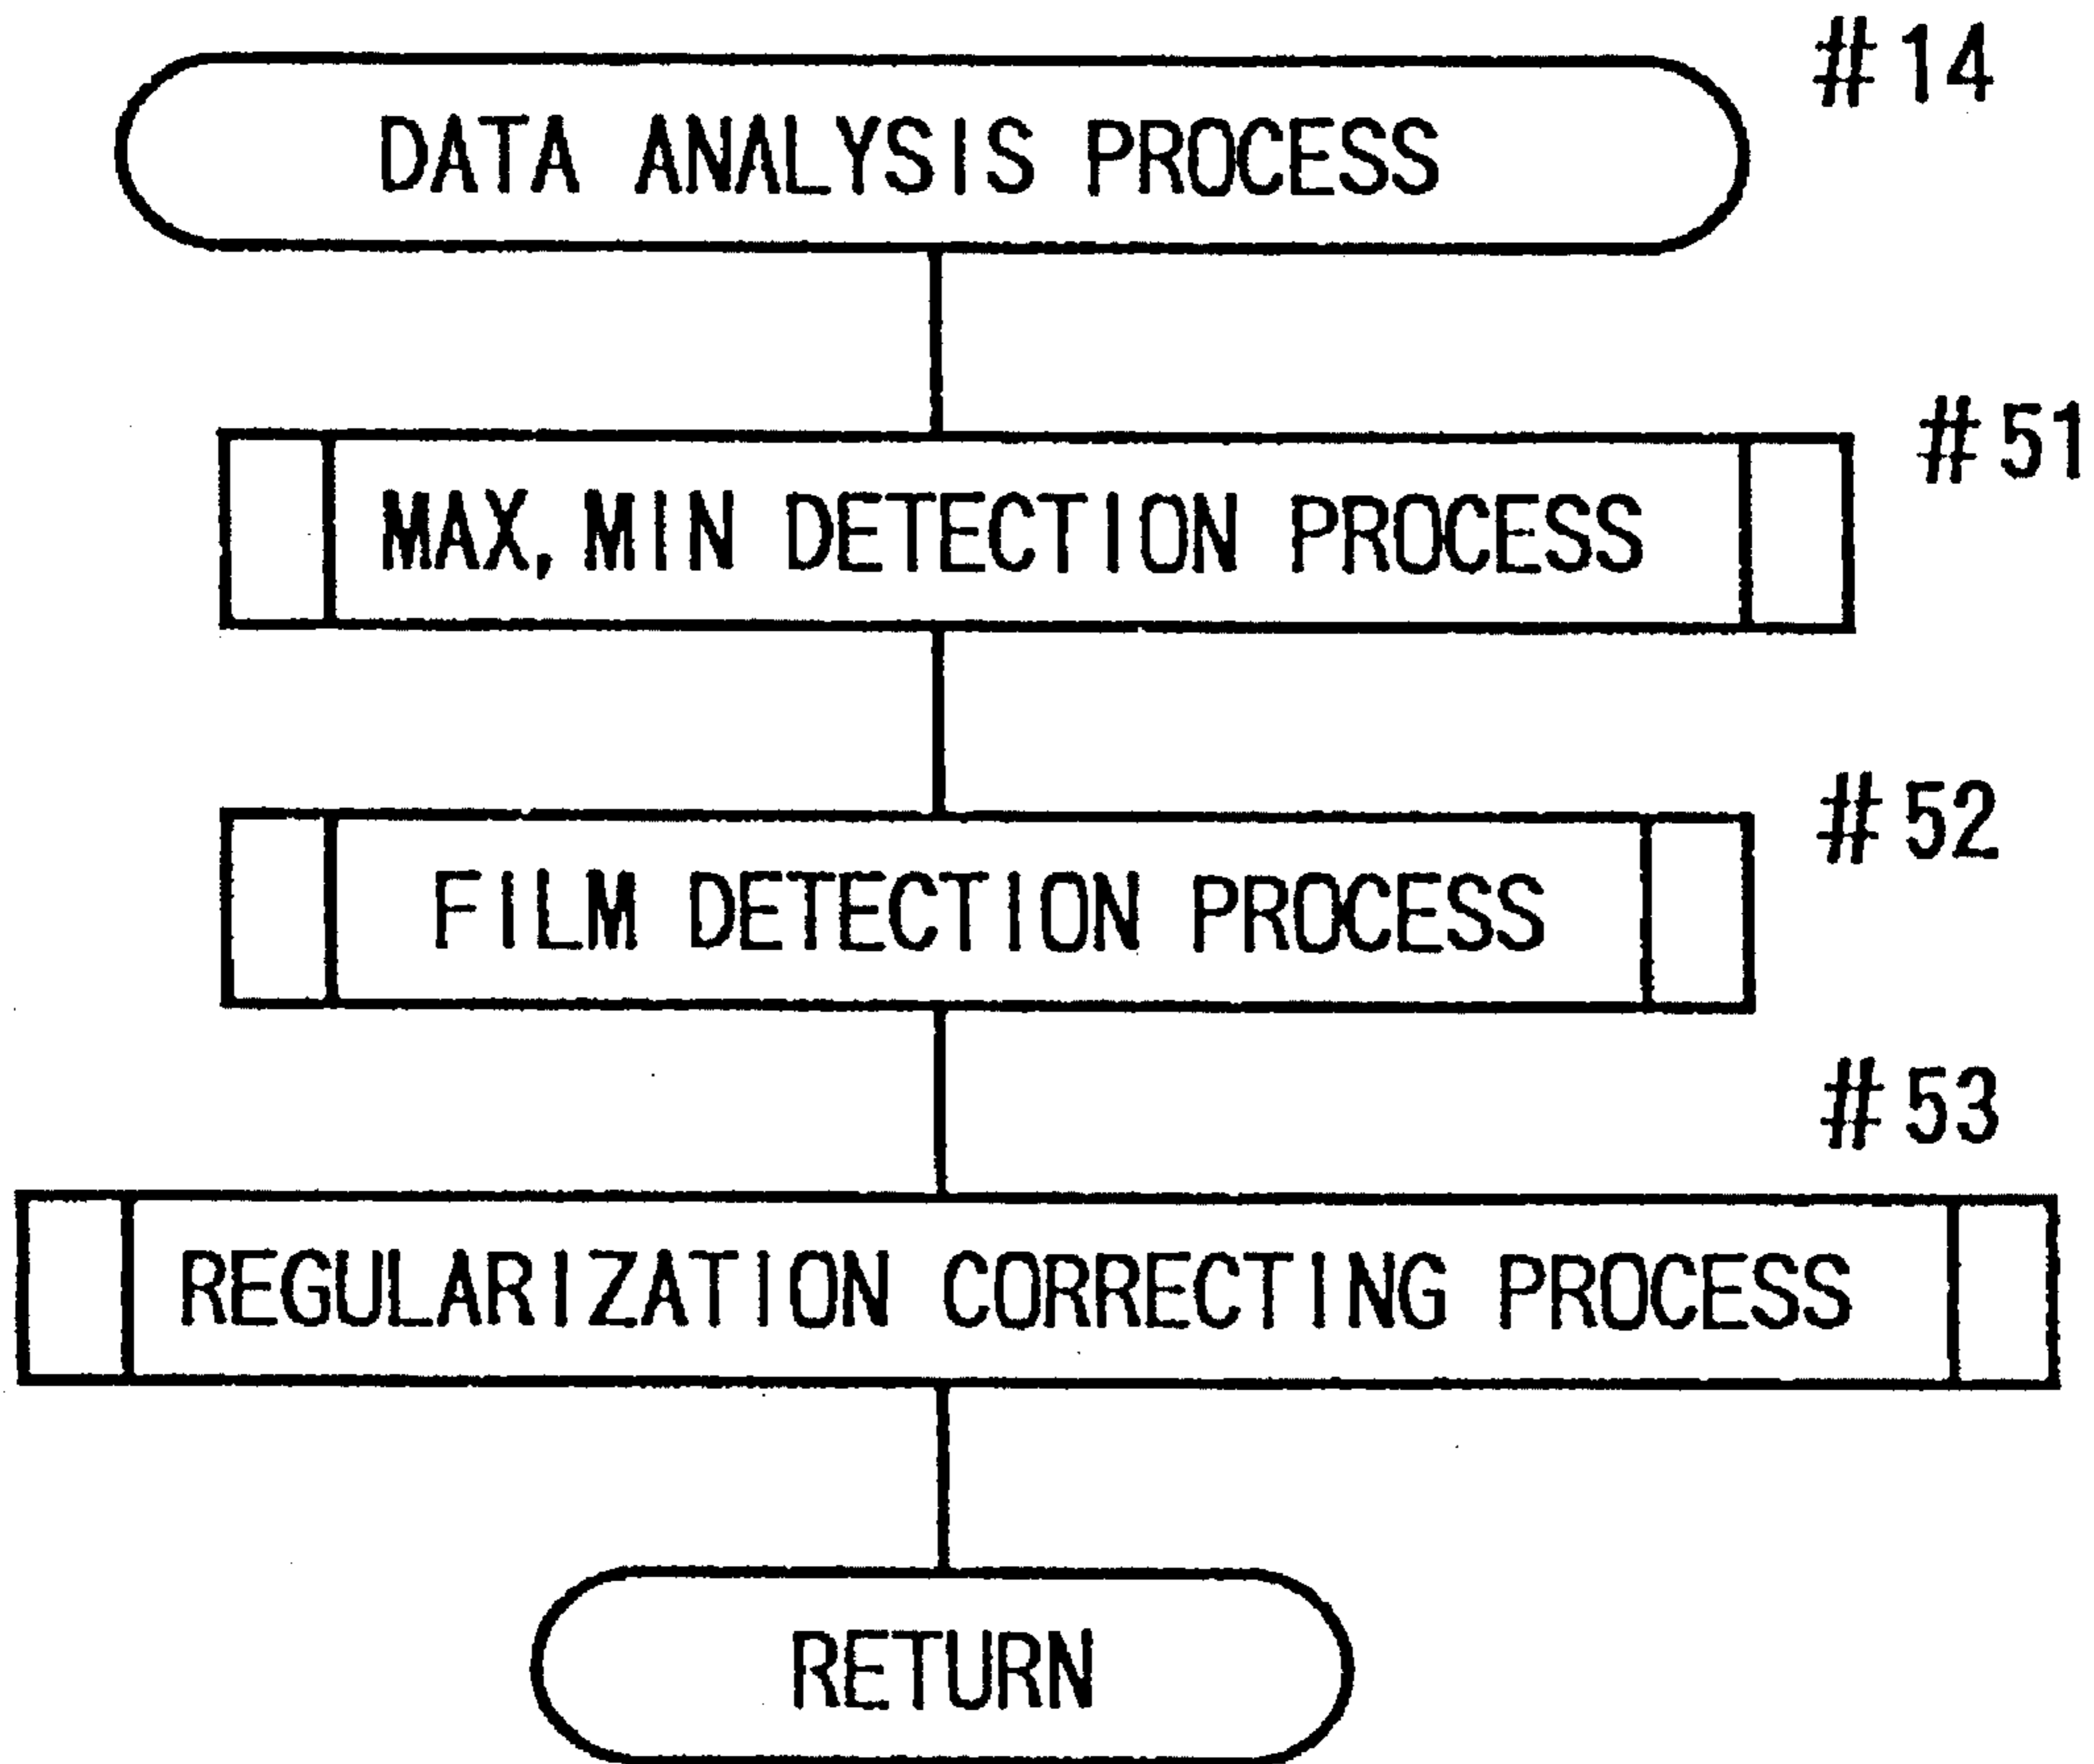 #14
DATA ANALYSIS PROCESS
#51
MAX,MIN DETECTION PROCESS
#52
FILM DETECTION PROCESS
#53
REGULARIZATION CORRECTING PROCESS
RETURN